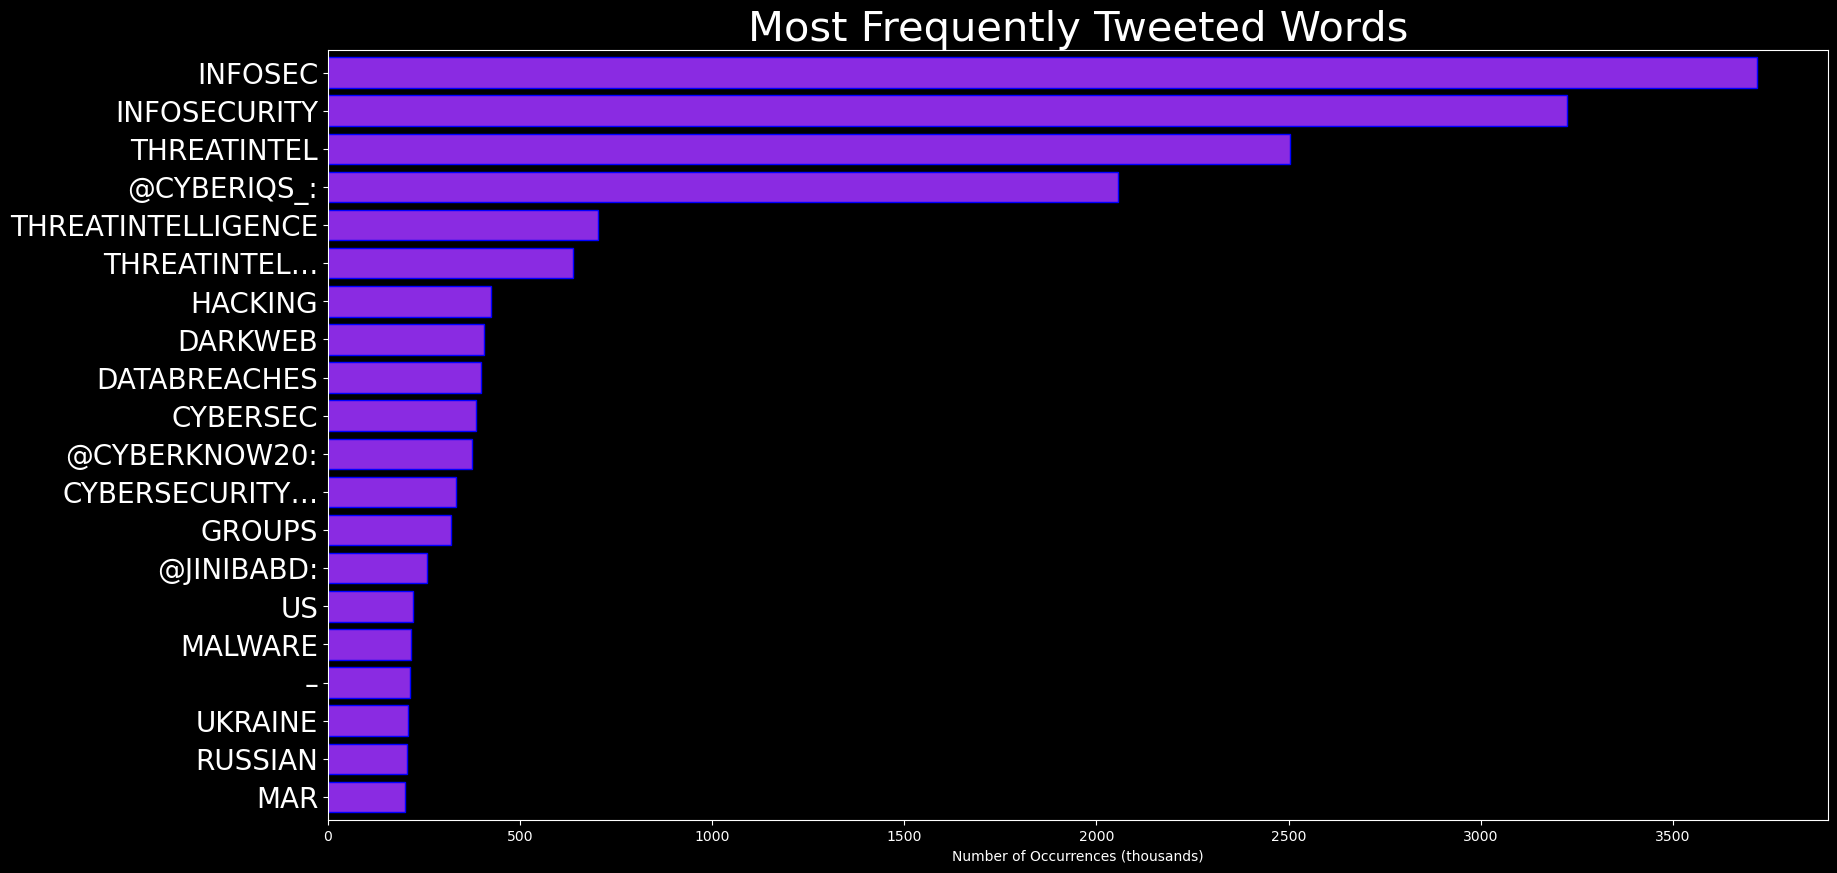 Most Frequently Tweeted Words
INFOSEC
INFOSECURITY
THREATINTEL
@CYBERIQS_:
THREATINTELLIGENCE
THREATINTEL…
HACKING
DARKWEB
DATABREACHES
CYBERSEC
@CYBERKNOW20:
CYBERSECURITY…
GROUPS
@JINIBABD:
US
MALWARE
–
UKRAINE
RUSSIAN
MAR
0 500 1000 1500 2000 2500 3000 3500
Number of Occurrences (thousands)